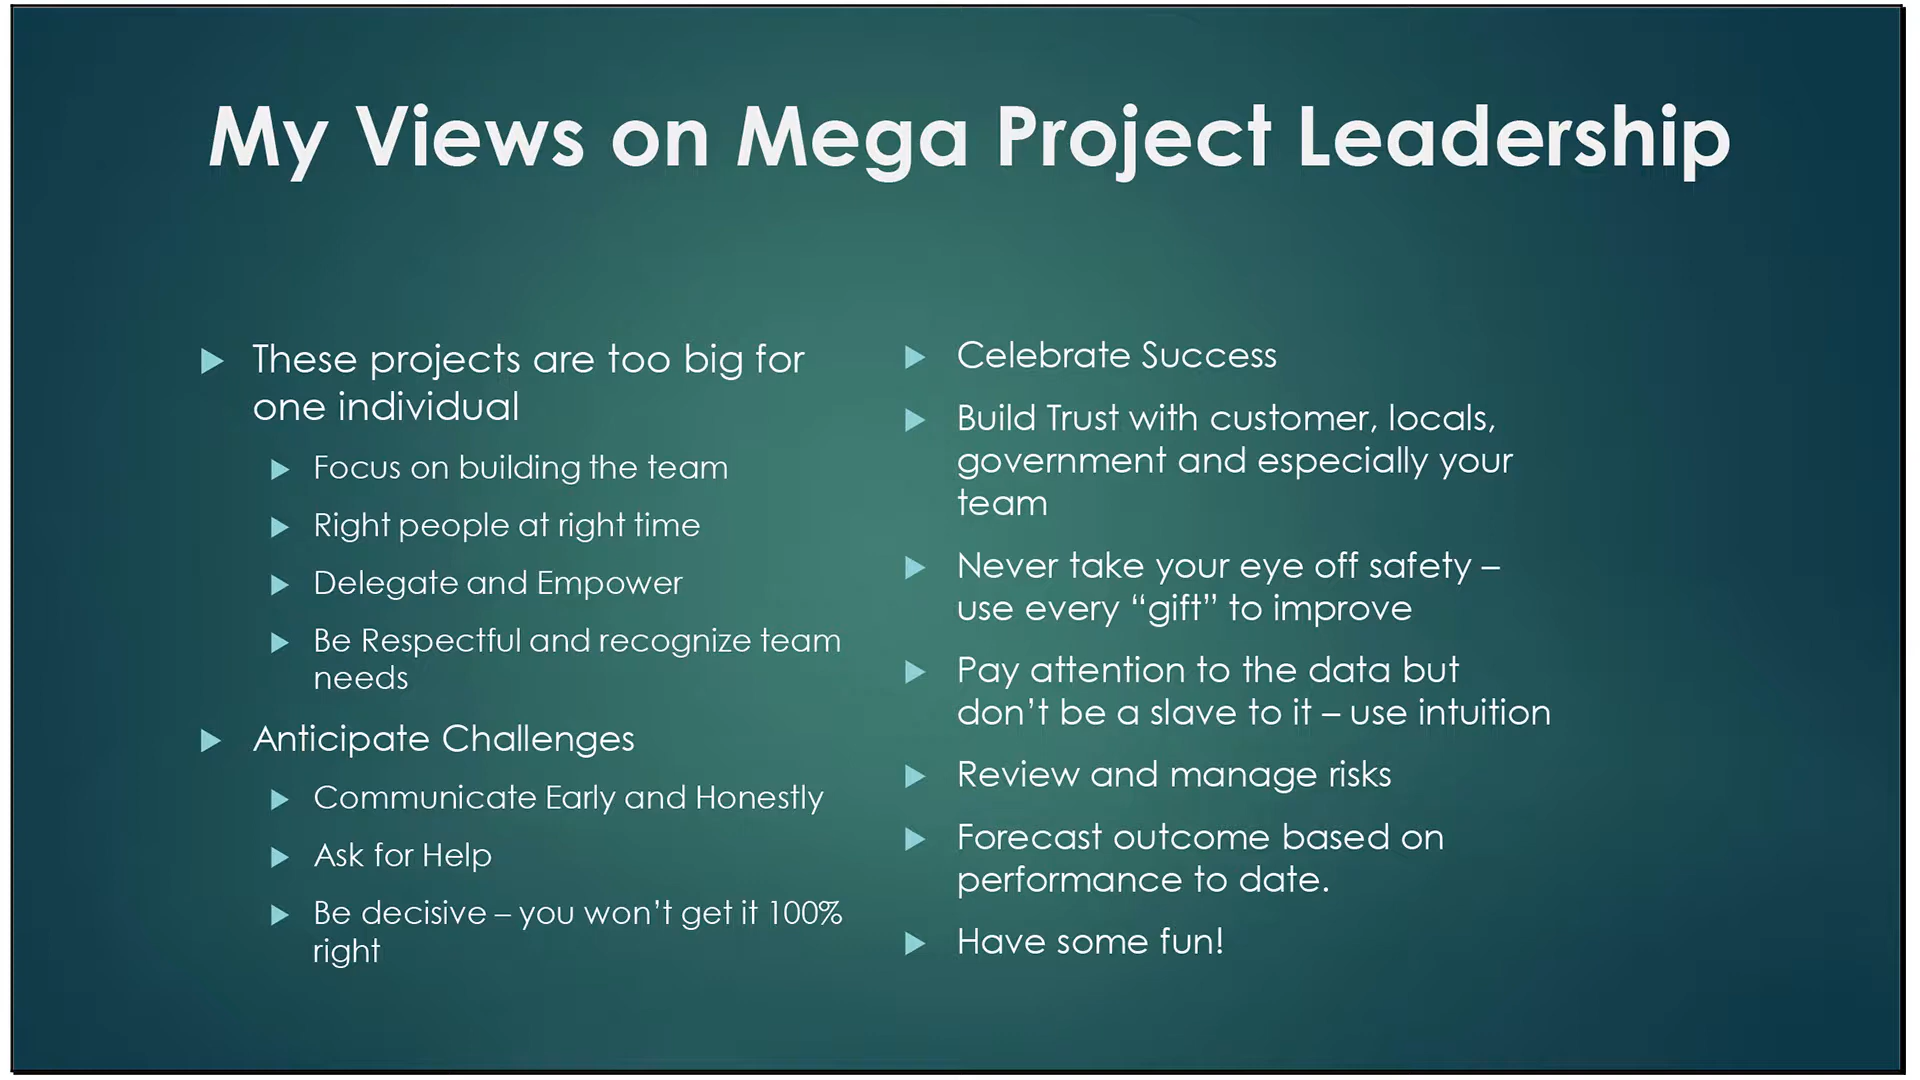 My Views on Mega Project Leadership
These projects are too big for
one individual
Focus on building the team
Right people at right time
Delegate and Empower
Be Respectful and recognize team
needs
Anticipate Challenges
Communicate Early and Honestly
Ask for Help
Be decisive – you won’t get it 100%
right
Celebrate Success
Build Trust with customer, locals,
government and especially your
team
Never take your eye off safety –
use every “gift” to improve
Pay attention to the data but
don’t be a slave to it – use intuition
Review and manage risks
Forecast outcome based on
performance to date.
Have some fun!